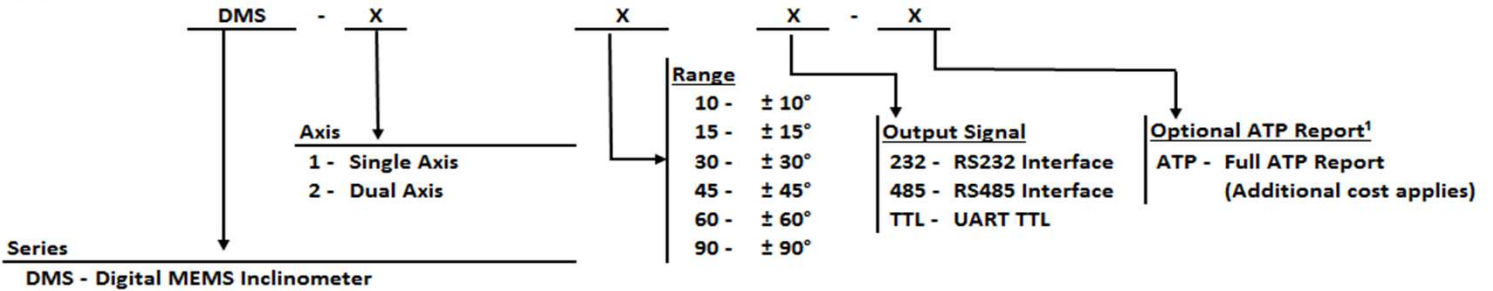 DMS - X X X - X
Range
10 - ± 10°
15 - ± 15°
30 - ± 30°
45 - ± 45°
60 - ± 60°
90 - ± 90°
Output Signal
232 - RS232 Interface
485 - RS485 Interface
TTL - UART TTL
Optional ATP Report¹
ATP - Full ATP Report
(Additional cost applies)
Axis
1 - Single Axis
2 - Dual Axis
Series
DMS - Digital MEMS Inclinometer